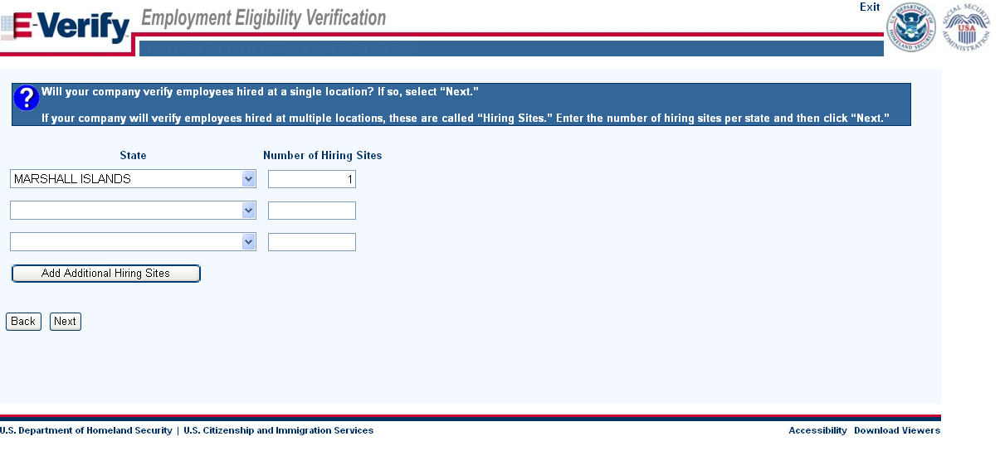 E-Verify
Employment Eligibility Verification
Exit
U.S. DEPARTMENT OF HOMELAND SECURITY
SOCIAL SECURITY ADMINISTRATION
USA
?
Will your company verify employees hired at a single location? If so, select “Next.”
If your company will verify employees hired at multiple locations, these are called “Hiring Sites.” Enter the number of hiring sites per state and then click “Next.”
State Number of Hiring Sites
MARSHALL ISLANDS 1
Add Additional Hiring Sites
Back Next
U.S. Department of Homeland Security | U.S. Citizenship and Immigration Services
Accessibility Download Viewers